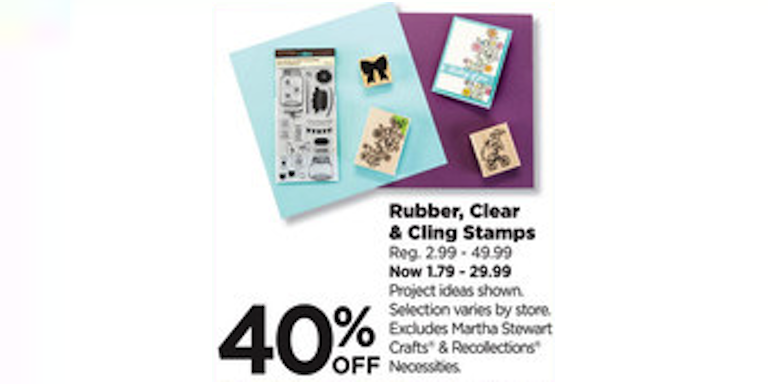 Rubber, Clear
& Cling Stamps
Reg. 2.99 - 49.99
Now 1.79 - 29.99
Project ideas shown.
Selection varies by store.
Excludes Martha Stewart
Crafts® & Recollections®
Necessities.
40%
OFF